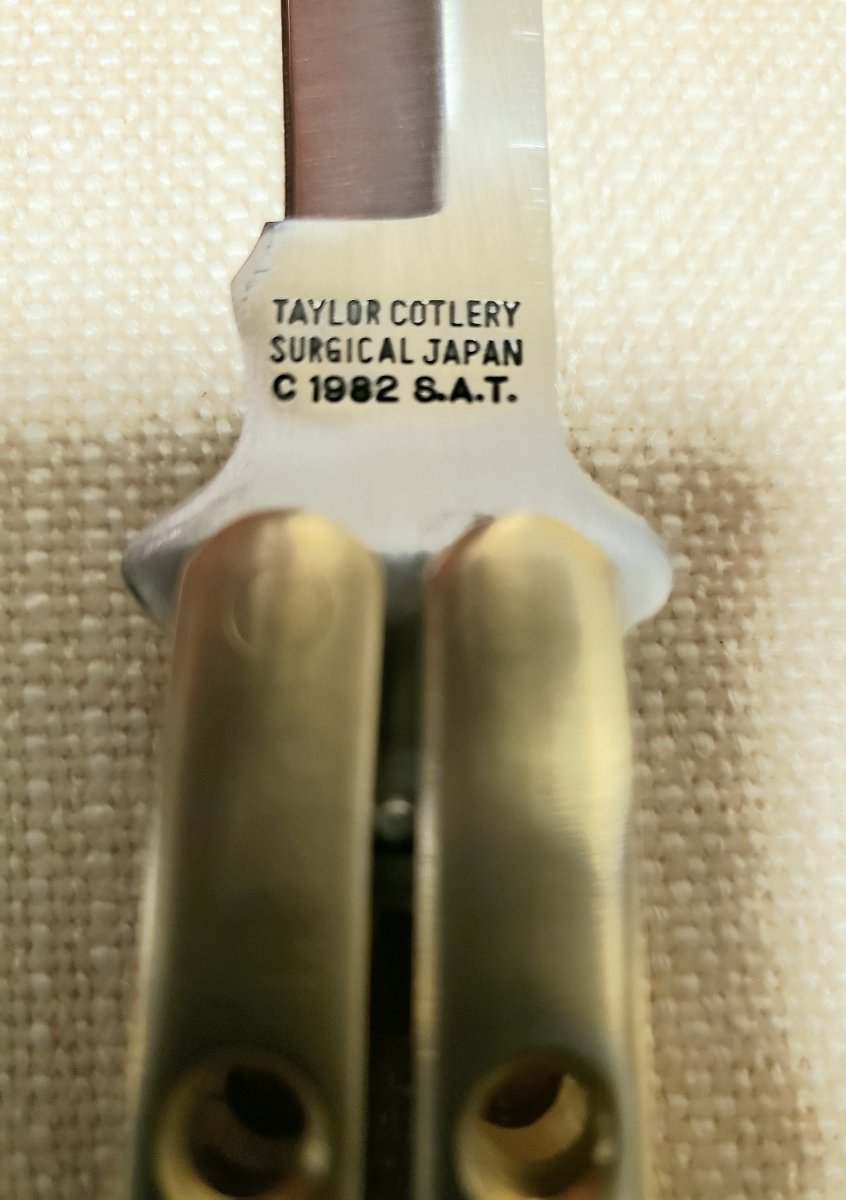 TAYLOR COTLERY
SURGICAL JAPAN
C 1982 S.A.T.